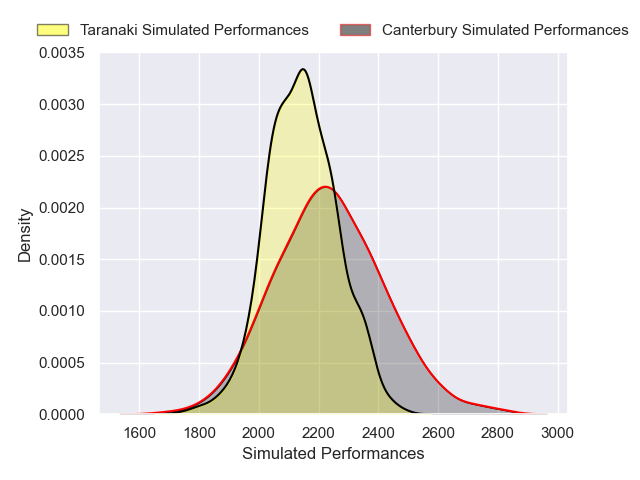 Taranaki Simulated Performances
Canterbury Simulated Performances
0.0035
0.0030
0.0025
0.0020
0.0015
0.0010
0.0005
0.0000
Density
1600 1800 2000 2200 2400 2600 2800 3000
Simulated Performances